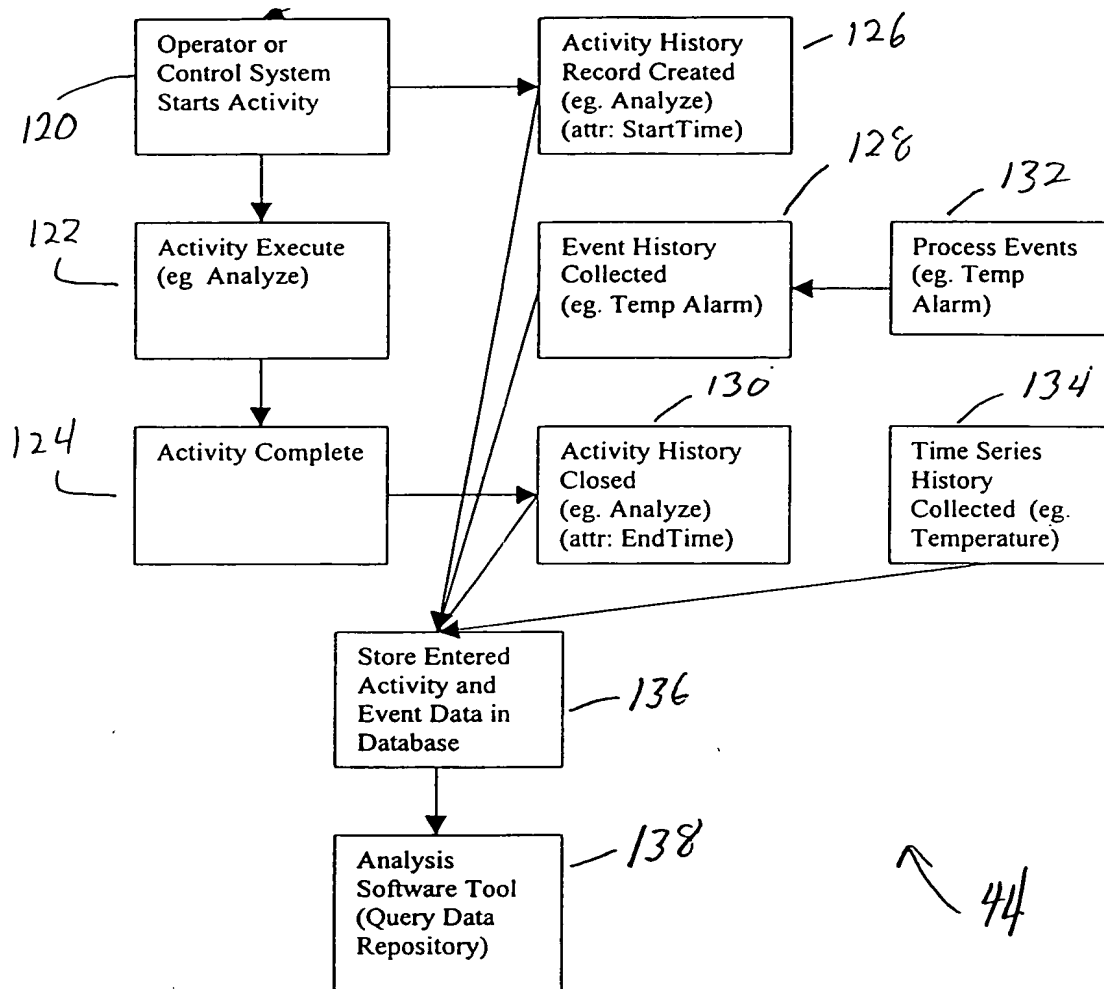 Operator or
Control System
Starts Activity
120
Activity History
Record Created
(eg. Analyze)
(attr: StartTime)
126
Activity Execute
(eg Analyze)
122
Event History
Collected
(eg. Temp Alarm)
128
Process Events
(eg. Temp
Alarm)
132
Activity Complete
124
Activity History
Closed
(eg. Analyze)
(attr: EndTime)
130
Time Series
History
Collected (eg.
Temperature)
134
Store Entered
Activity and
Event Data in
Database
136
Analysis
Software Tool
(Query Data
Repository)
138
44